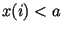 x(i) < a